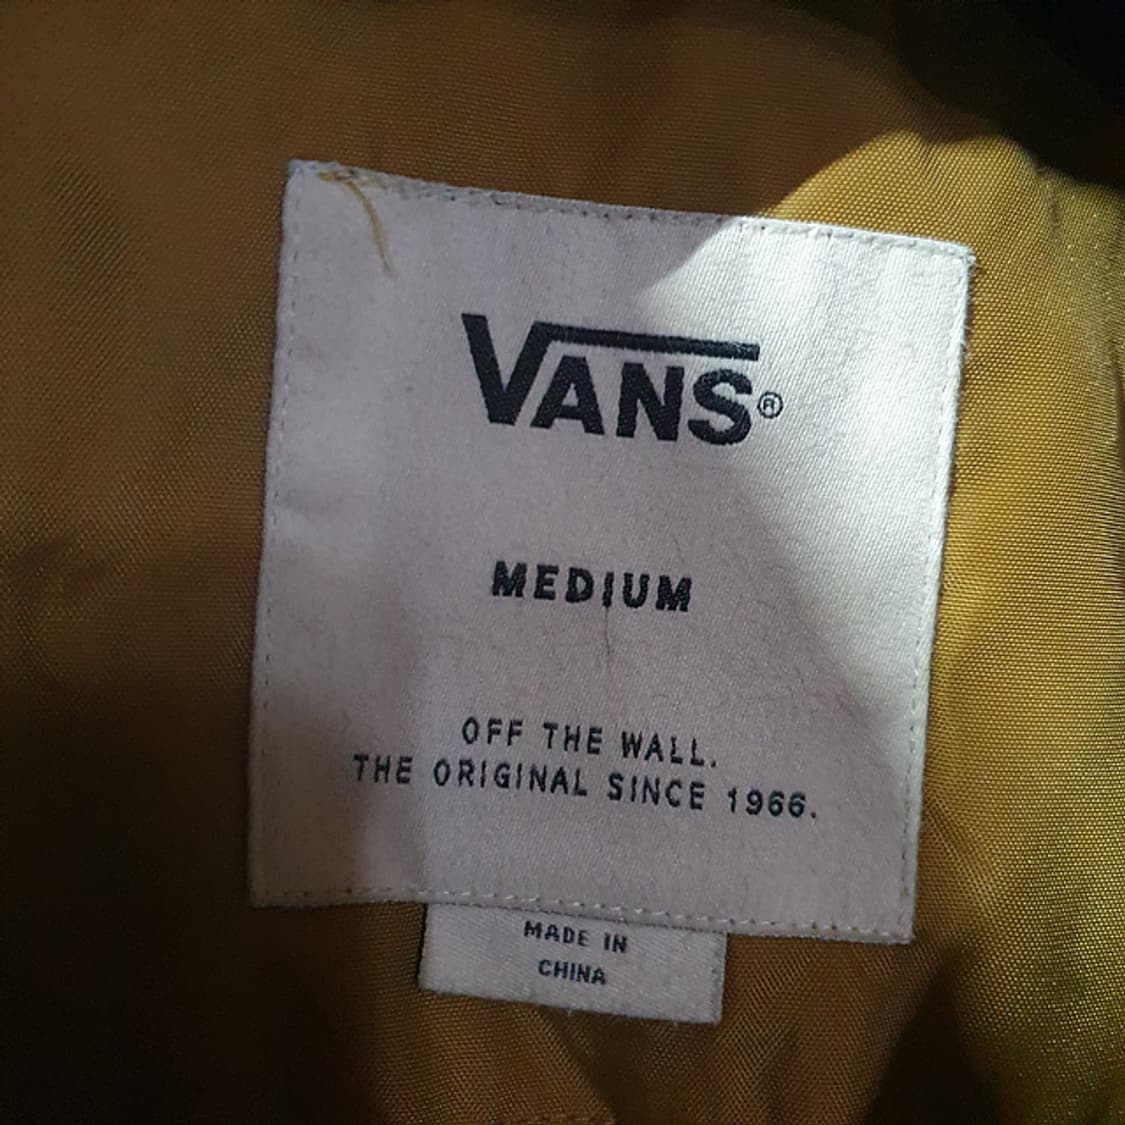 VANS®
MEDIUM
OFF THE WALL.
THE ORIGINAL SINCE 1966.
MADE IN
CHINA